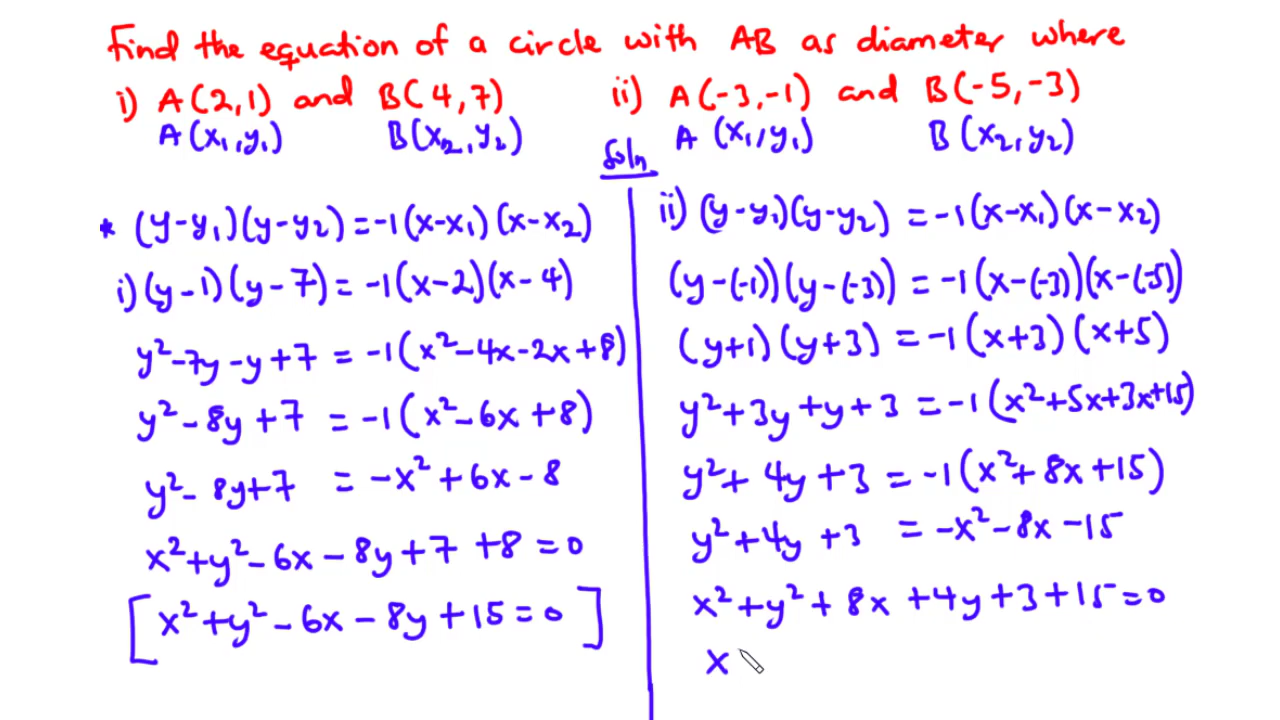 Find the equation of a circle with AB as diameter where
i) A(2,1) and B(4,7) ii) A(-3,-1) and B(-5,-3)
A(x₁,y₁) B(x₂,y₂) A (x₁,y₁) B(x₂,y₂)
Soln
* (y-y₁)(y-y₂)=-1(x-x₁)(x-x₂)
i)(y-1)(y-7)=-1(x-2)(x-4)
y²-7y-y+7 = -1(x²-4x-2x+8)
y²-8y+7 = -1(x²-6x+8)
y²-8y+7 = -x²+6x-8
x²+y²-6x-8y+7+8=0
[x²+y²-6x-8y+15=0]
ii) (y-y₁)(y-y₂) = -1(x-x₁)(x-x₂)
(y-(-1))(y-(-3)) = -1(x-(-3))(x-(-5))
(y+1)(y+3) = -1(x+3)(x+5)
y²+3y+y+3 = -1(x²+5x+3x+15)
y²+4y+3 = -1(x²+8x+15)
y²+4y+3 = -x²-8x-15
x²+y²+8x+4y+3+15=0
x